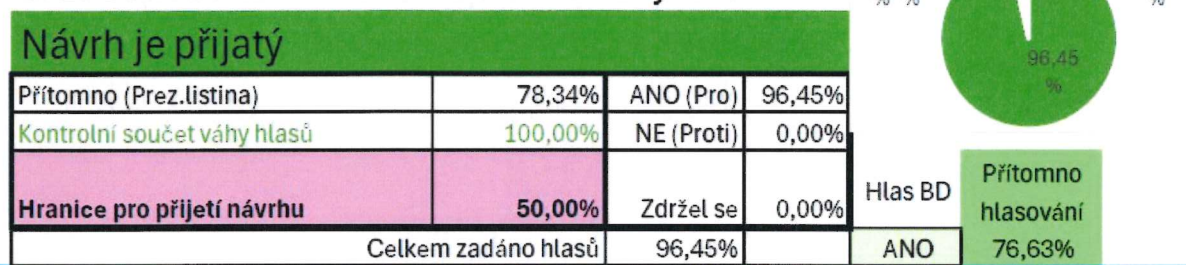 % %
%
Návrh je přijatý
96,45
%
Přítomno (Prez.listina) 78,34% ANO (Pro) 96,45%
Kontrolní součet váhy hlasů 100,00% NE (Proti) 0,00%
Hranice pro přijetí návrhu 50,00% Zdržel se 0,00%
Hlas BD
Přítomno
hlasování
Celkem zadáno hlasů 96,45% ANO 76,63%